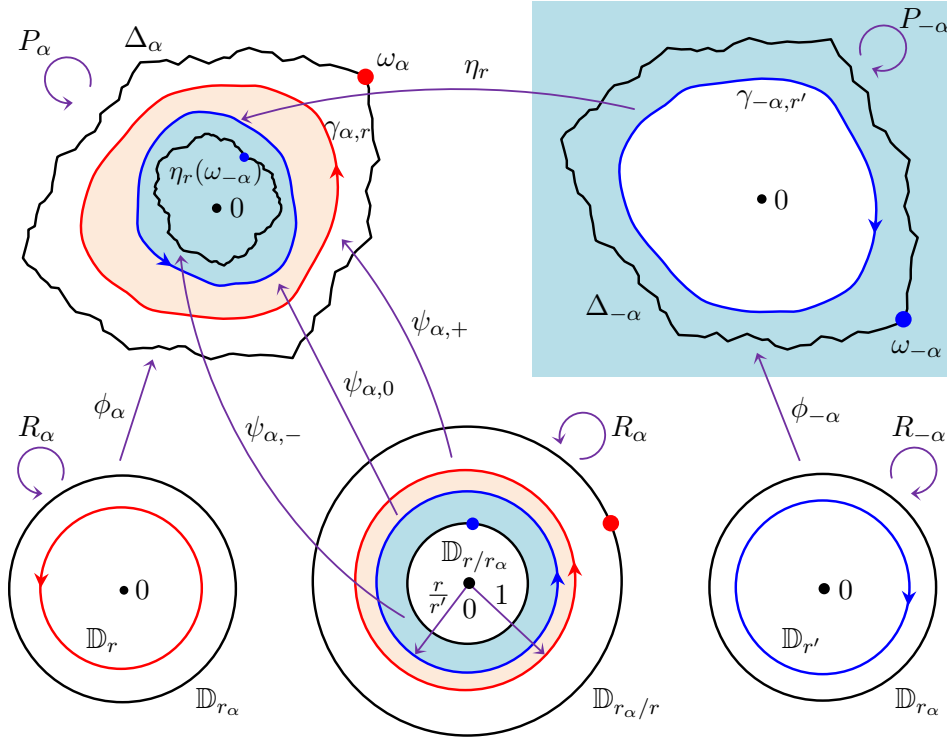 P_α
Δ_α
ω_α
η_r
P_{-α}
γ_{α,r}
γ_{-α,r'}
η_r(ω_{-α})
0
0
Δ_{-α}
ω_{-α}
ψ_{α,+}
ψ_{α,0}
ψ_{α,-}
φ_α
φ_{-α}
R_α
R_α
R_{-α}
𝔻_{r/r_α}
r/r'
1
0
0
0
𝔻_r
𝔻_{r'}
𝔻_{r_α}
𝔻_{r_α/r}
𝔻_{r_α}